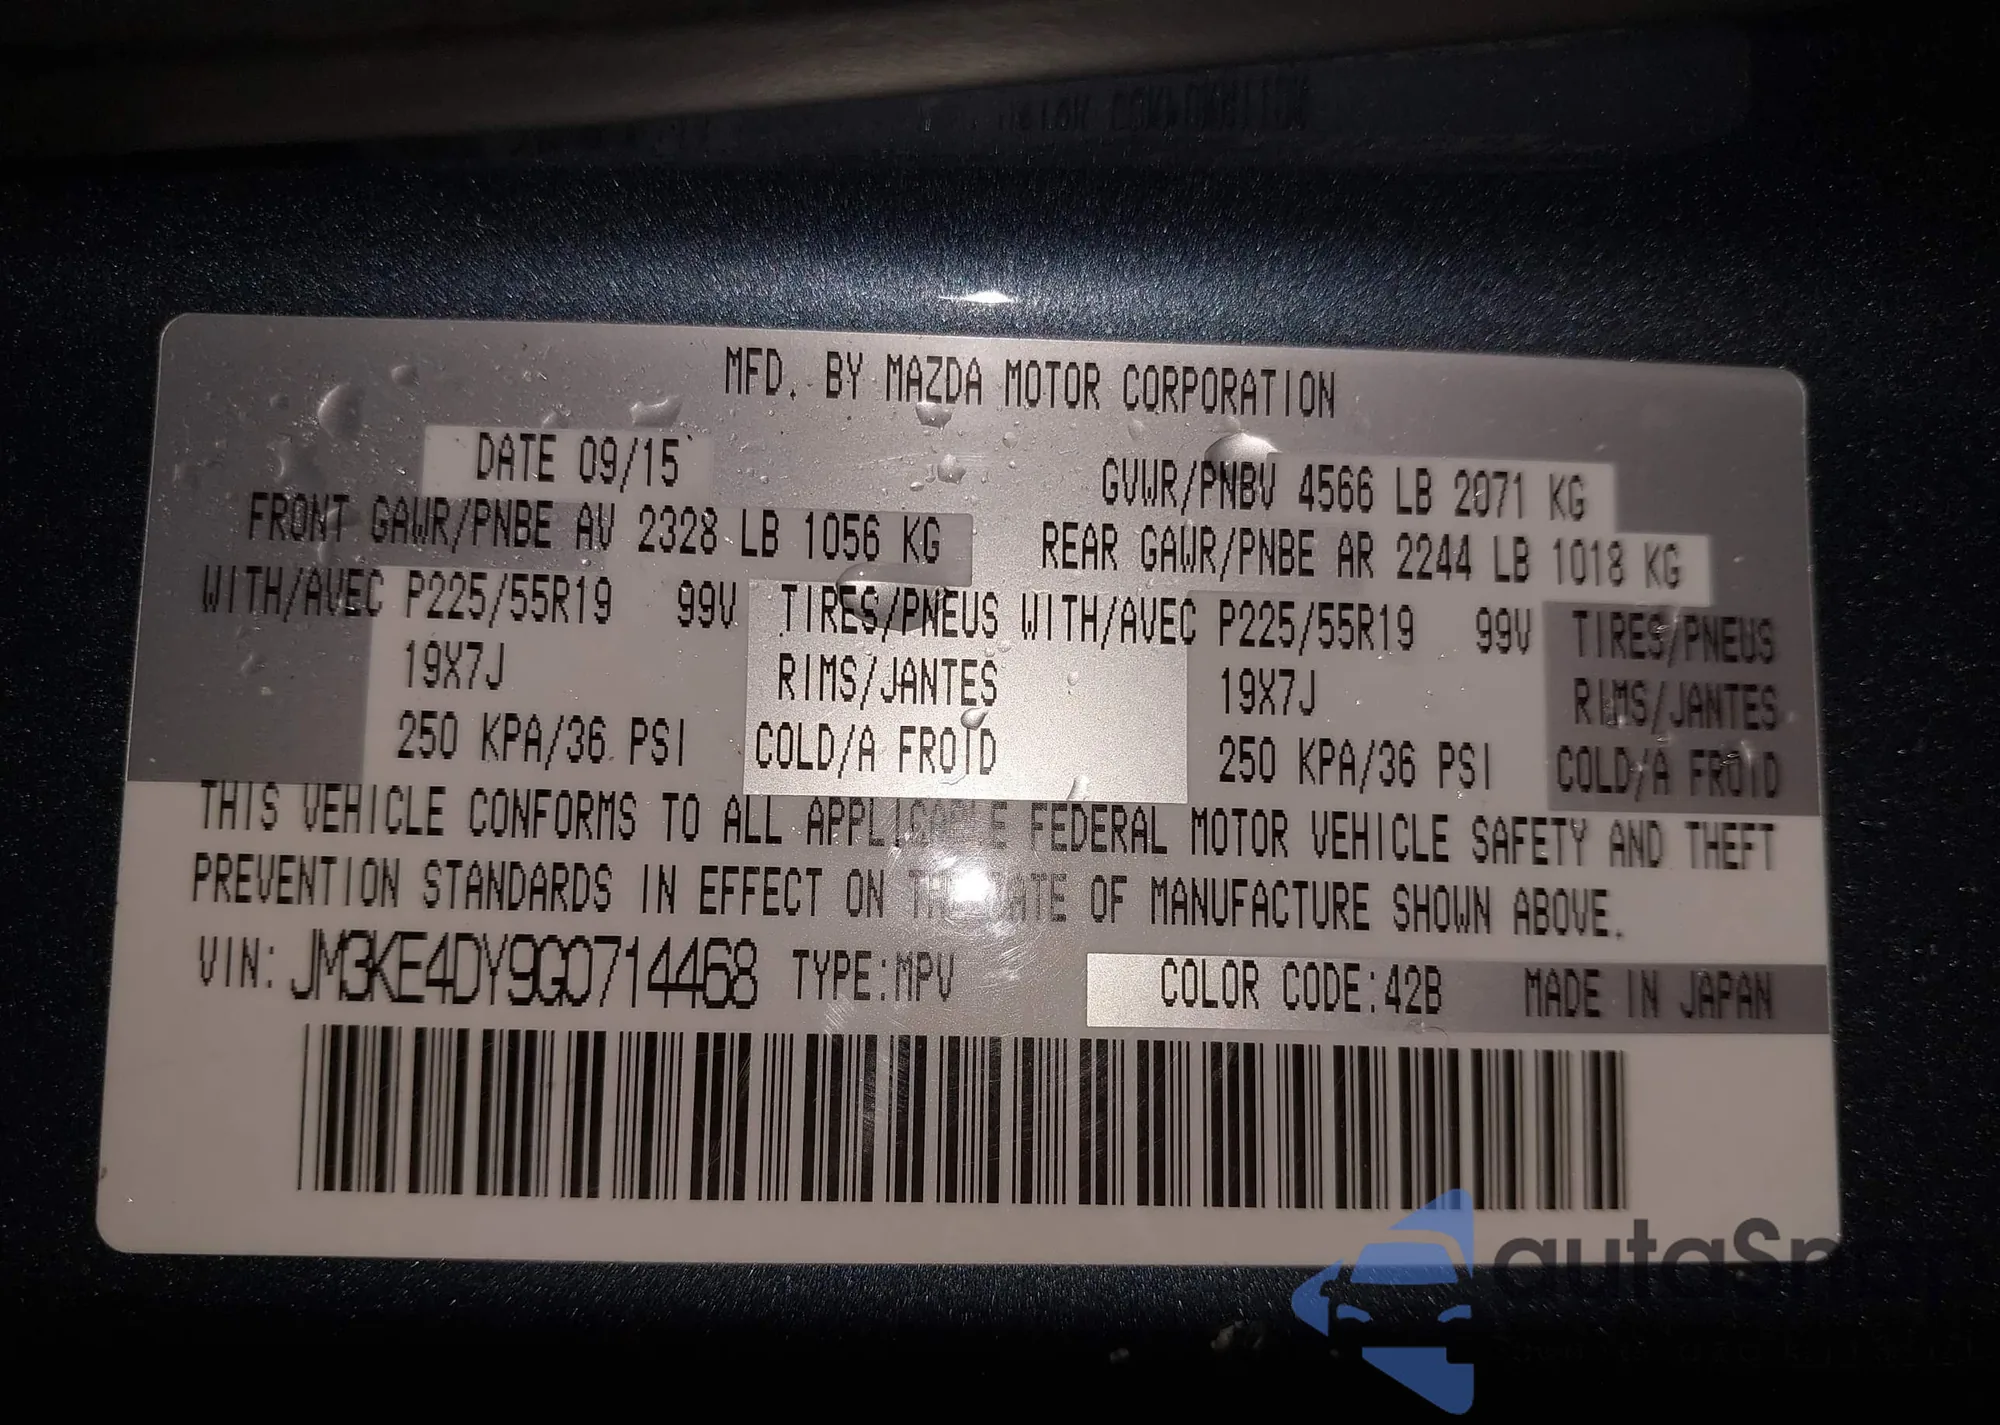 MFD. BY MAZDA MOTOR CORPORATION
DATE 09/15 GVWR/PNBV 4566 LB 2071 KG
FRONT GAWR/PNBE AV 2328 LB 1056 KG REAR GAWR/PNBE AR 2244 LB 1018 KG
WITH/AVEC P225/55R19 99V TIRES/PNEUS WITH/AVEC P225/55R19 99V TIRES/PNEUS
19X7J RIMS/JANTES 19X7J RIMS/JANTES
250 KPA/36 PSI COLD/A FROID 250 KPA/36 PSI COLD/A FROID
THIS VEHICLE CONFORMS TO ALL APPLICABLE FEDERAL MOTOR VEHICLE SAFETY AND THEFT
PREVENTION STANDARDS IN EFFECT ON THE DATE OF MANUFACTURE SHOWN ABOVE.
VIN: JM3KE4DY9G0714468 TYPE:MPV COLOR CODE:42B MADE IN JAPAN